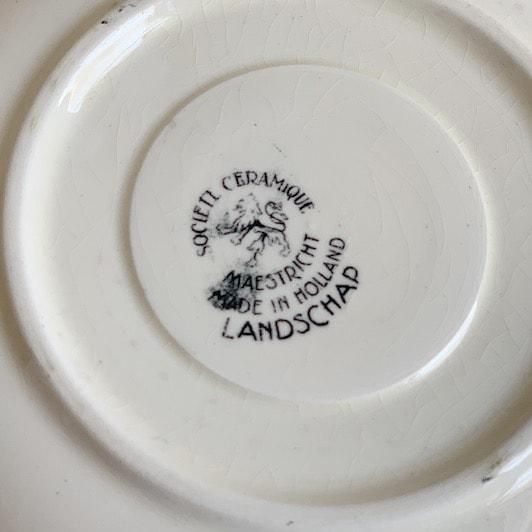 SOCIETE CERAMIQUE
MAESTRICHT
MADE IN HOLLAND
LANDSCHAP